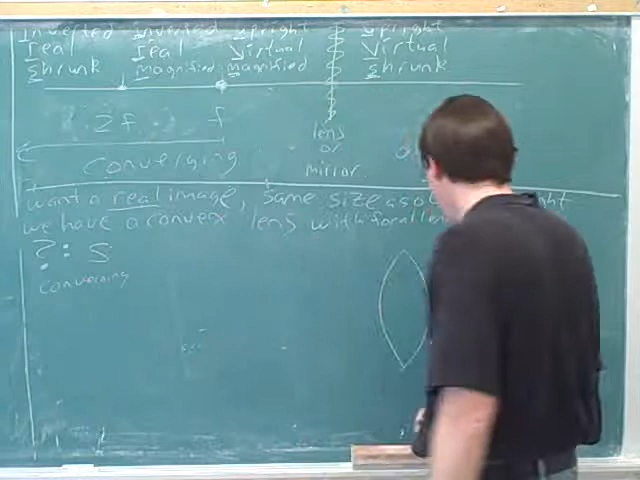 Inverted inverted upright upright
real real Virtual Virtual
Shrunk magnified magnified Shrunk
2f f
lens
or
mirror
Converging
want a real image, same size as
we have a convex lens with focal len
?: S
converging